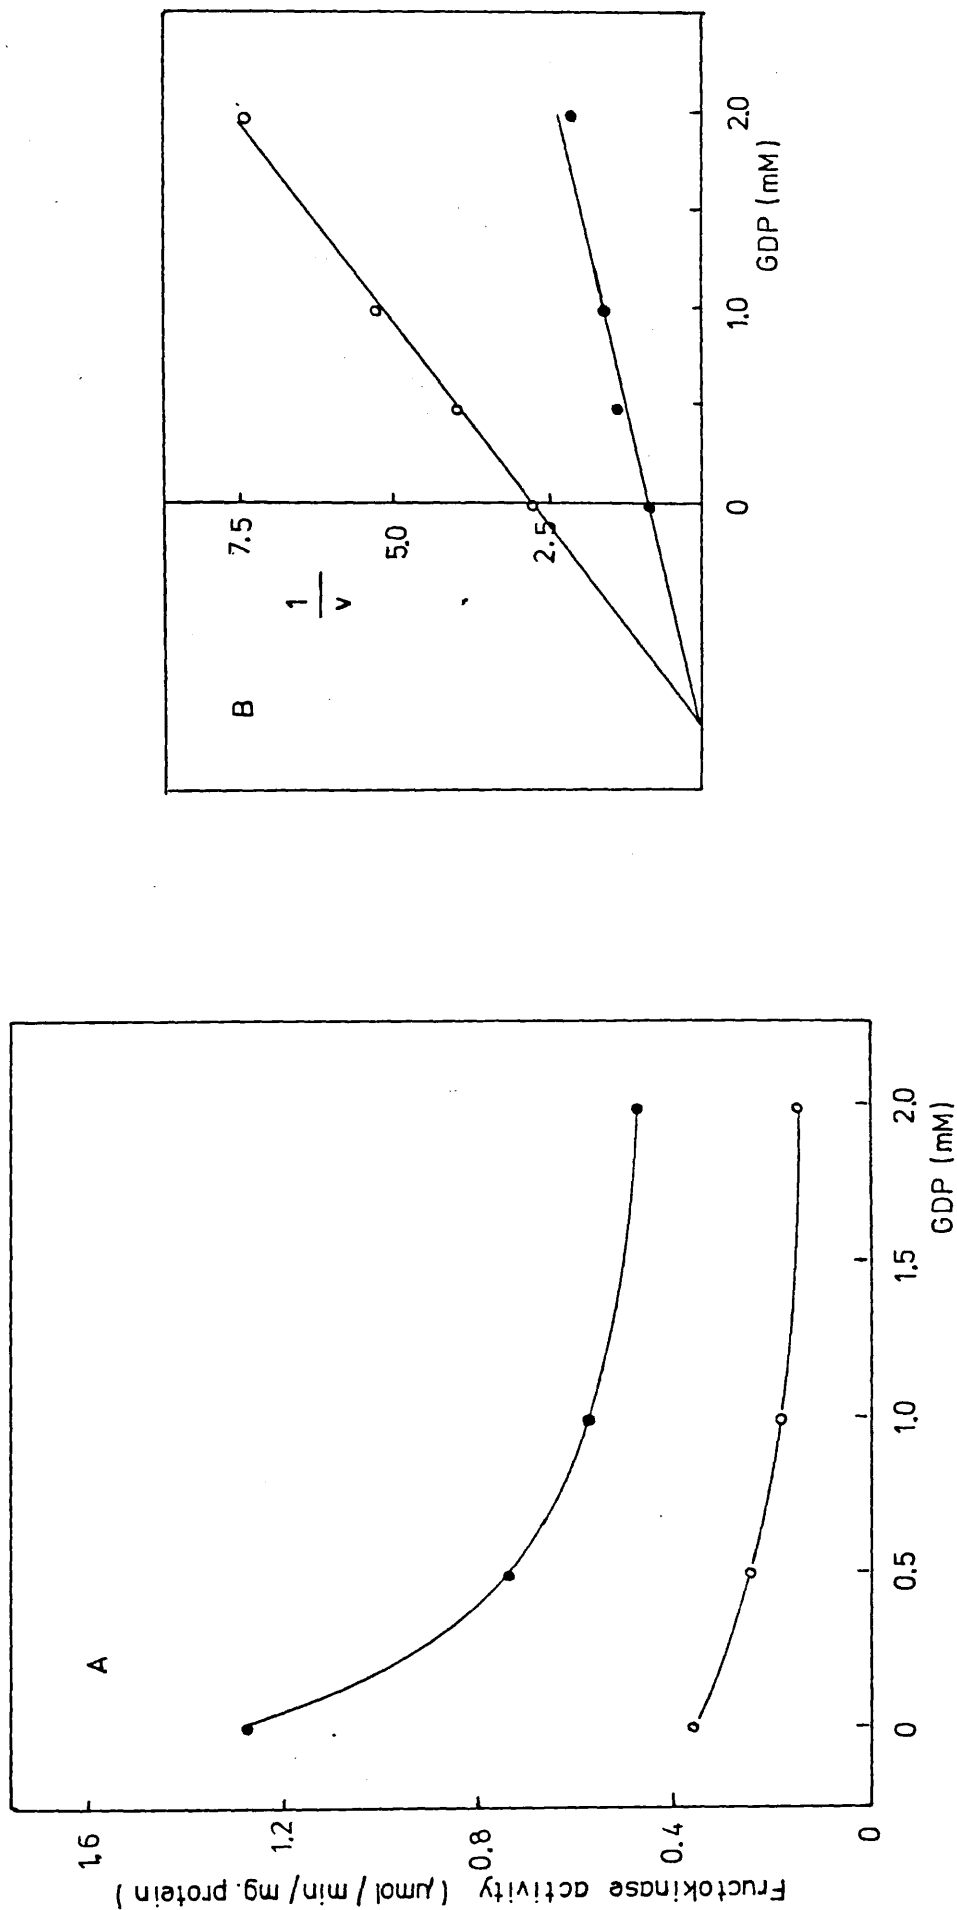 A
1.6
1.2
0.8
0.4
0
Fructokinase activity ( μmol / min / mg. protein )
0
0.5
1.0
1.5
2.0
GDP (mM)
B
1
v
7.5
5.0
2.5
0
1.0
2.0
GDP (mM)